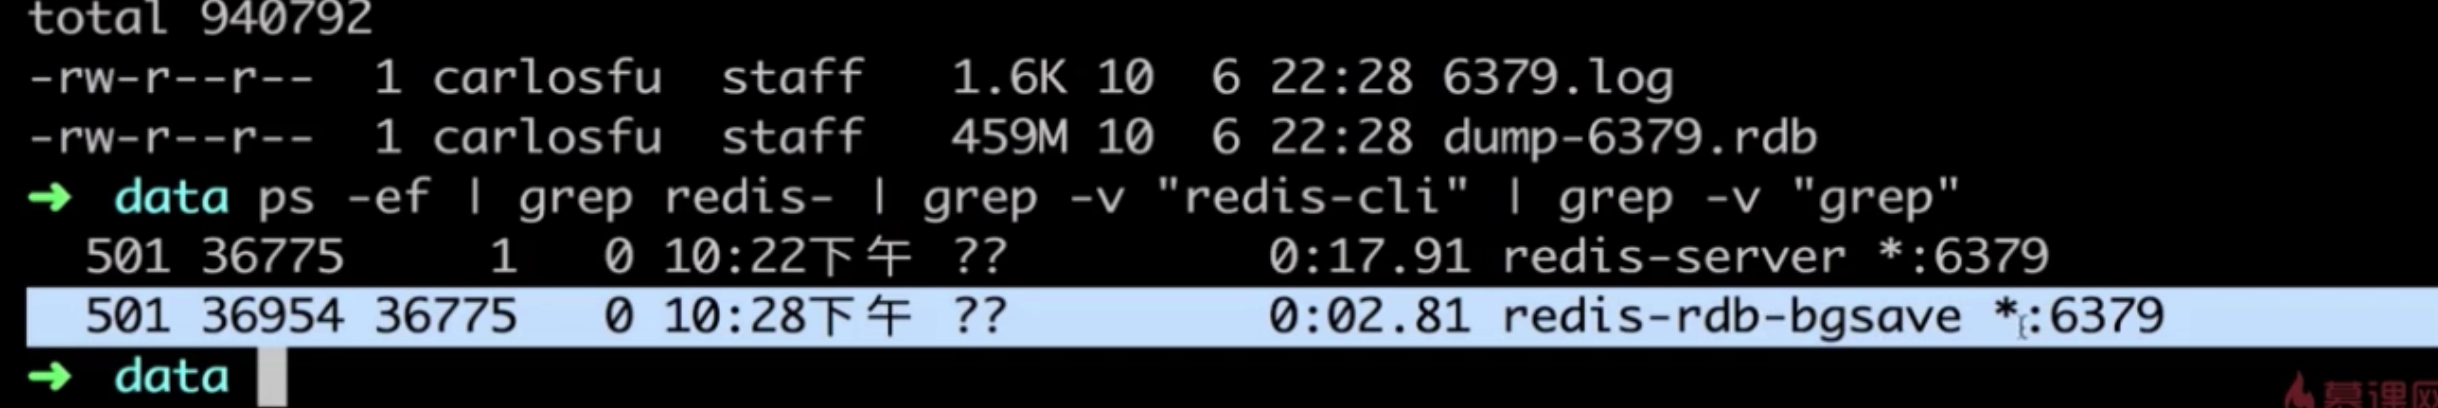 total 940792
-rw-r--r--  1 carlosfu  staff   1.6K 10  6 22:28 6379.log
-rw-r--r--  1 carlosfu  staff   459M 10  6 22:28 dump-6379.rdb
➜  data ps -ef | grep redis- | grep -v "redis-cli" | grep -v "grep"
  501 36775     1   0 10:22下午 ??         0:17.91 redis-server *:6379
  501 36954 36775   0 10:28下午 ??         0:02.81 redis-rdb-bgsave *:6379
➜  data
慕课网